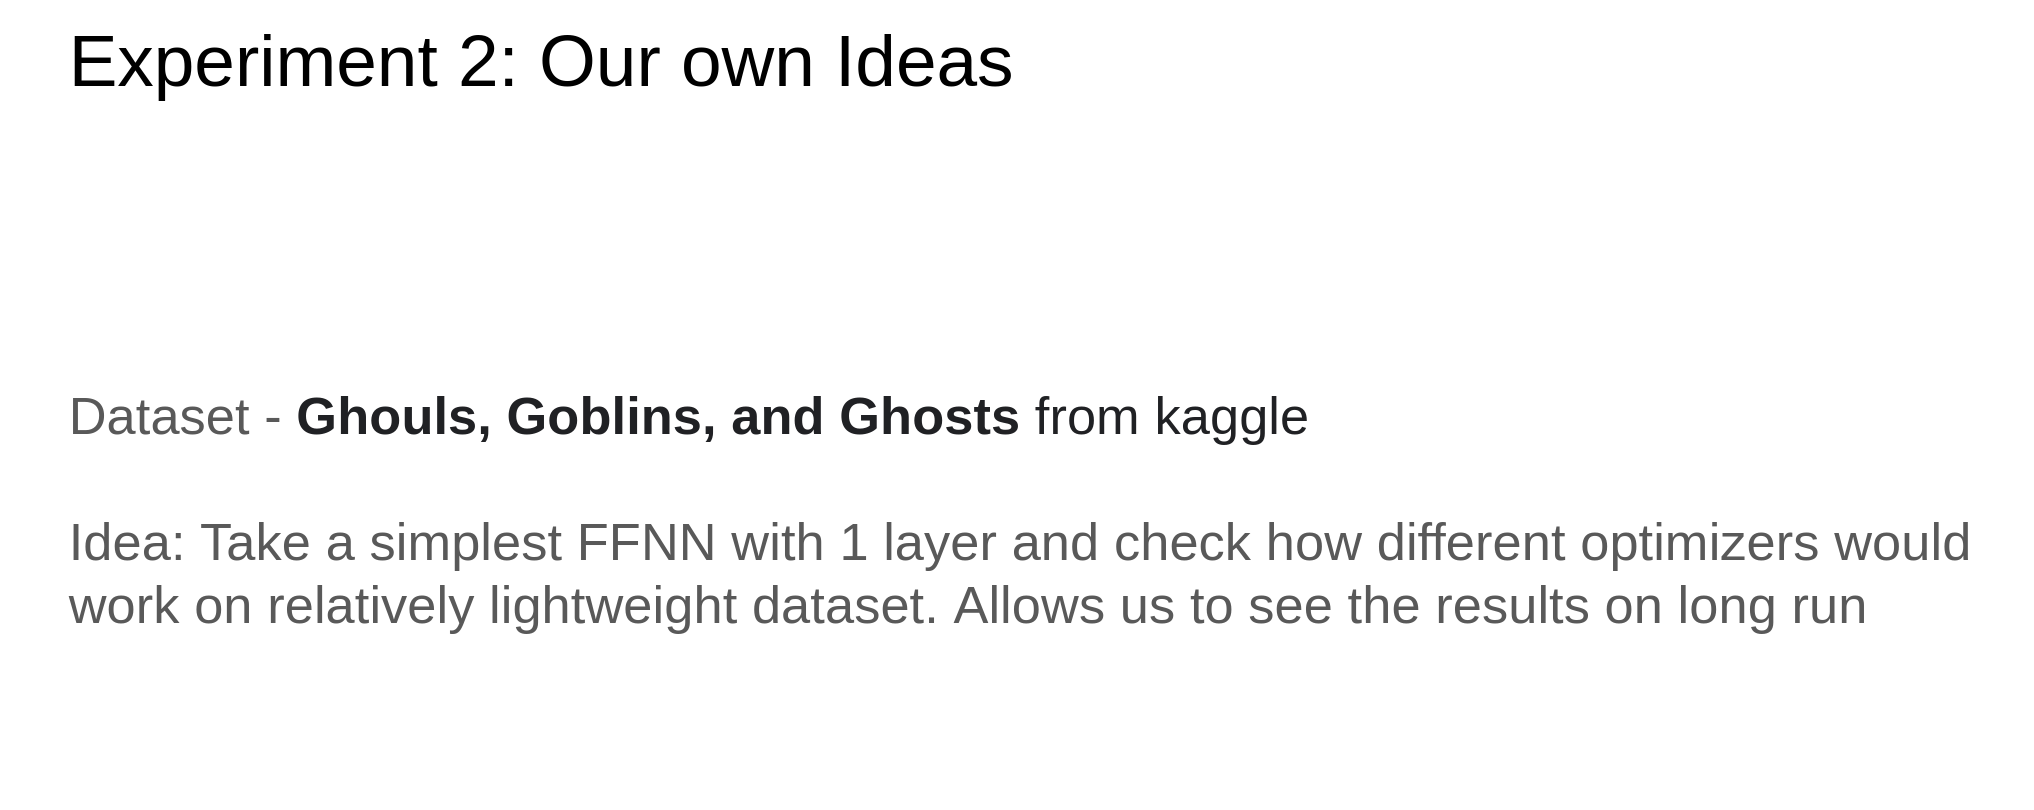 Experiment 2: Our own Ideas
Dataset - Ghouls, Goblins, and Ghosts from kaggle
Idea: Take a simplest FFNN with 1 layer and check how different optimizers would
work on relatively lightweight dataset. Allows us to see the results on long run